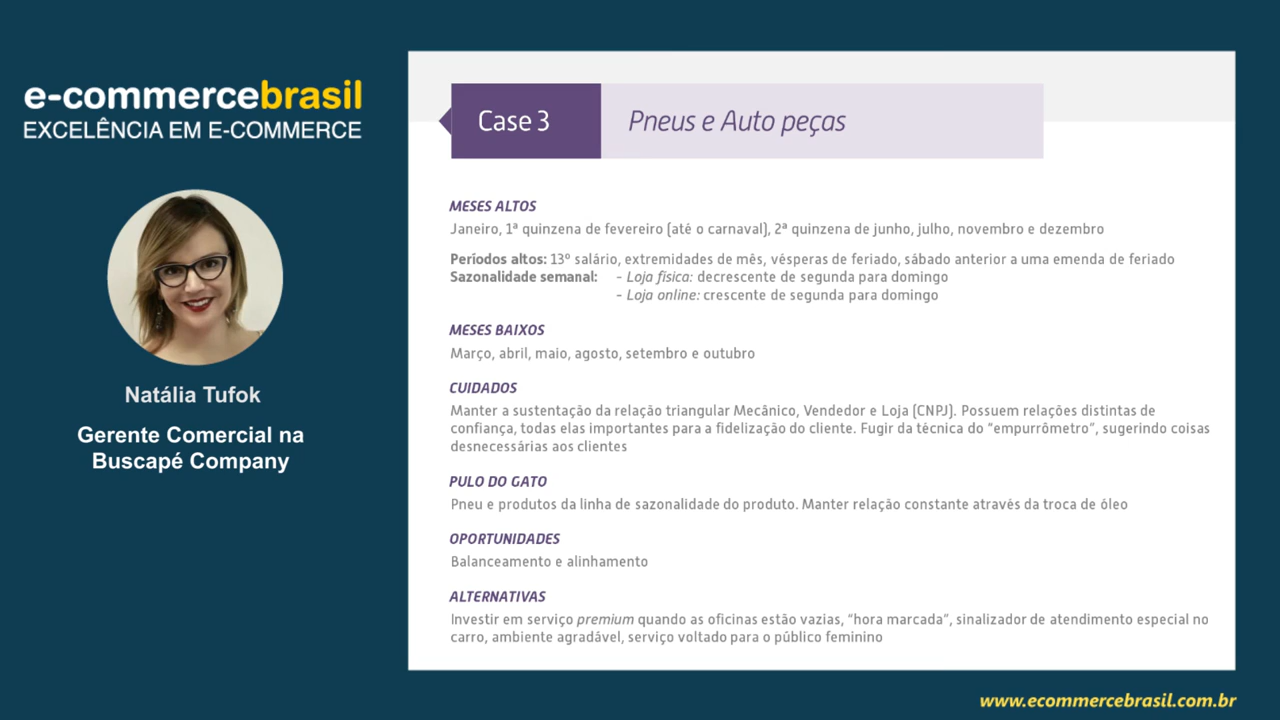 e-commercebrasil
EXCELÊNCIA EM E-COMMERCE
Natália Tufok
Gerente Comercial na
Buscapé Company
Case 3
Pneus e Auto peças
MESES ALTOS
Janeiro, 1ª quinzena de fevereiro (até o carnaval), 2ª quinzena de junho, julho, novembro e dezembro
Períodos altos: 13º salário, extremidades de mês, vésperas de feriado, sábado anterior a uma emenda de feriado
Sazonalidade semanal: - Loja física: decrescente de segunda para domingo
- Loja online: crescente de segunda para domingo
MESES BAIXOS
Março, abril, maio, agosto, setembro e outubro
CUIDADOS
Manter a sustentação da relação triangular Mecânico, Vendedor e Loja (CNPJ). Possuem relações distintas de
confiança, todas elas importantes para a fidelização do cliente. Fugir da técnica do “empurrômetro”, sugerindo coisas
desnecessárias aos clientes
PULO DO GATO
Pneu e produtos da linha de sazonalidade do produto. Manter relação constante através da troca de óleo
OPORTUNIDADES
Balanceamento e alinhamento
ALTERNATIVAS
Investir em serviço premium quando as oficinas estão vazias, “hora marcada”, sinalizador de atendimento especial no
carro, ambiente agradável, serviço voltado para o público feminino
www.ecommercebrasil.com.br